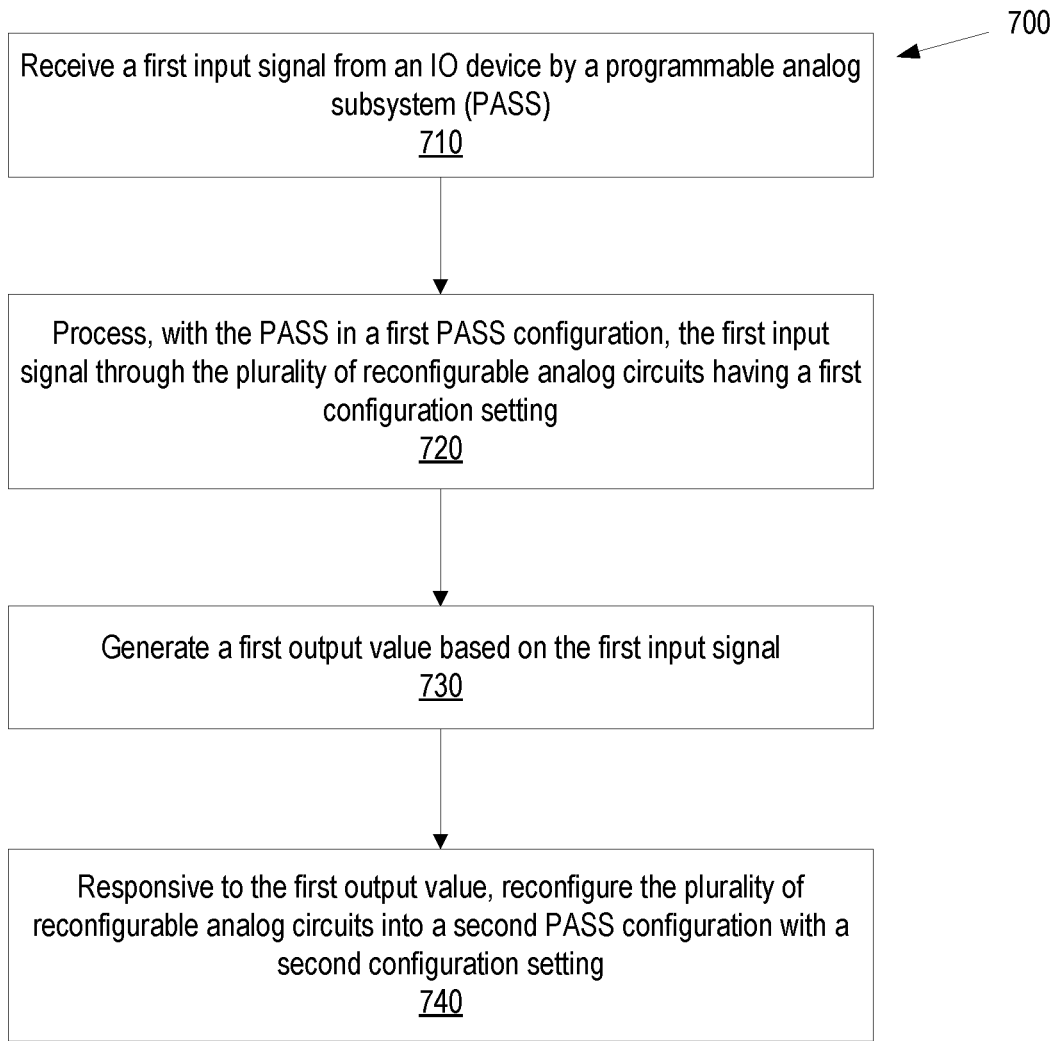 700
Receive a first input signal from an IO device by a programmable analog
subsystem (PASS)
710
Process, with the PASS in a first PASS configuration, the first input
signal through the plurality of reconfigurable analog circuits having a first
configuration setting
720
Generate a first output value based on the first input signal
730
Responsive to the first output value, reconfigure the plurality of
reconfigurable analog circuits into a second PASS configuration with a
second configuration setting
740